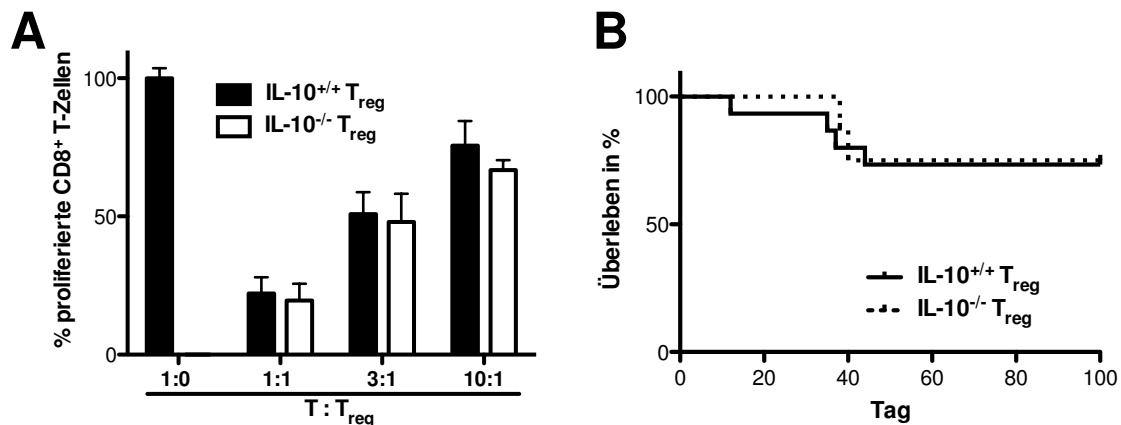 A
% proliferierte CD8⁺ T-Zellen
100
50
0
IL-10⁺/⁺ Treg
IL-10⁻/⁻ Treg
1:0 1:1 3:1 10:1
T : Treg
B
Überleben in %
100
50
0
IL-10⁺/⁺ Treg
IL-10⁻/⁻ Treg
0 20 40 60 80 100
Tag